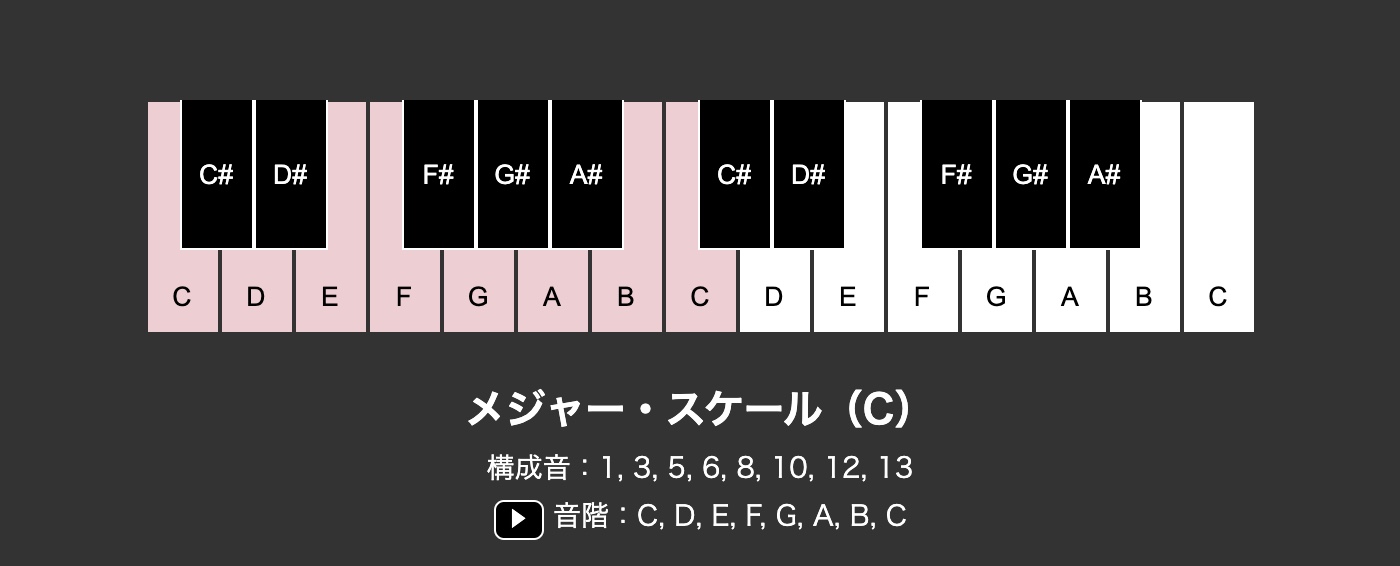 C# D# F# G# A# C# D# F# G# A#
C D E F G A B C D E F G A B C
メジャー・スケール（C）
構成音：1, 3, 5, 6, 8, 10, 12, 13
音階：C, D, E, F, G, A, B, C